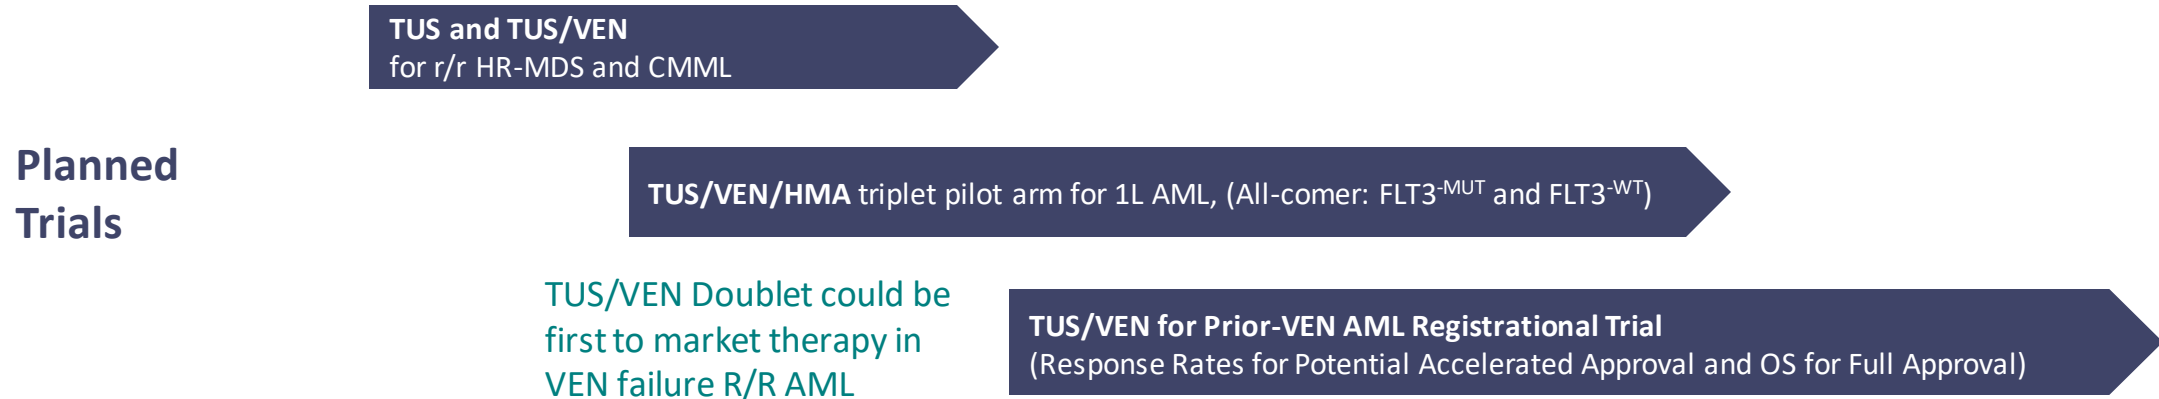 TUS and TUS/VEN
for r/r HR-MDS and CMML
Planned
Trials
TUS/VEN/HMA triplet pilot arm for 1L AML, (All-comer: FLT3-MUT and FLT3-WT)
TUS/VEN Doublet could be
first to market therapy in
VEN failure R/R AML
TUS/VEN for Prior-VEN AML Registrational Trial
(Response Rates for Potential Accelerated Approval and OS for Full Approval)